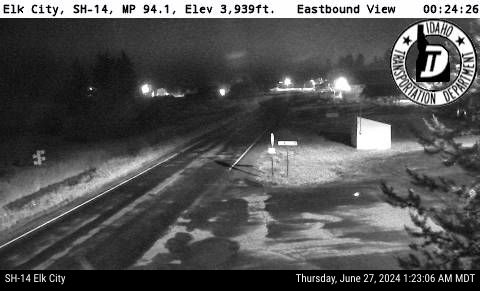 Elk City, SH-14, MP 94.1, Elev 3,939ft. Eastbound View 00:24:26
IDAHO
TRANSPORTATION DEPARTMENT
SH-14 Elk City Thursday, June 27, 2024 1:23:06 AM MDT